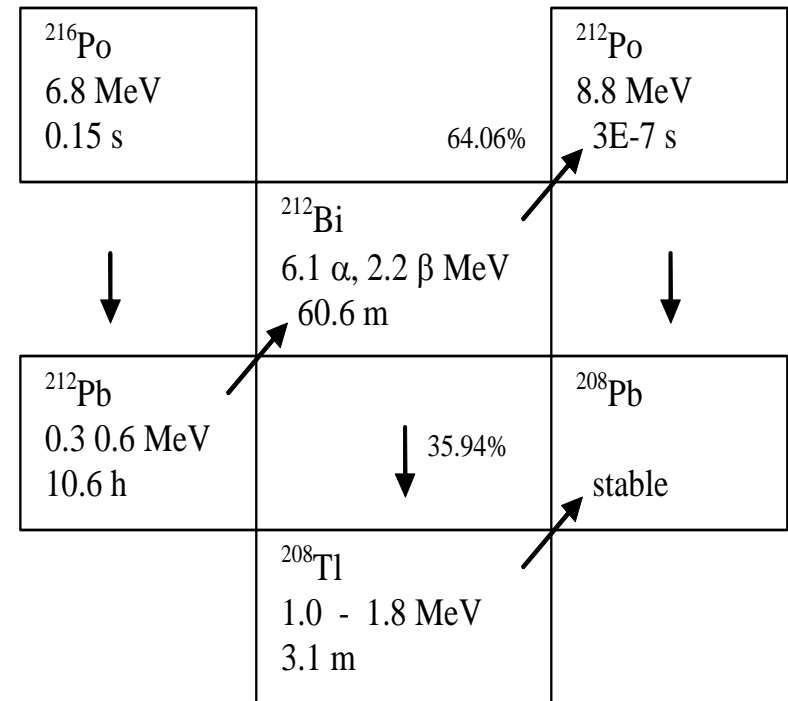 ²¹⁶Po
6.8 MeV
0.15 s
²¹²Po
8.8 MeV
3E-7 s
64.06%
²¹²Bi
6.1 α, 2.2 β MeV
60.6 m
²¹²Pb
0.3 0.6 MeV
10.6 h
35.94%
²⁰⁸Pb
stable
²⁰⁸Tl
1.0 - 1.8 MeV
3.1 m